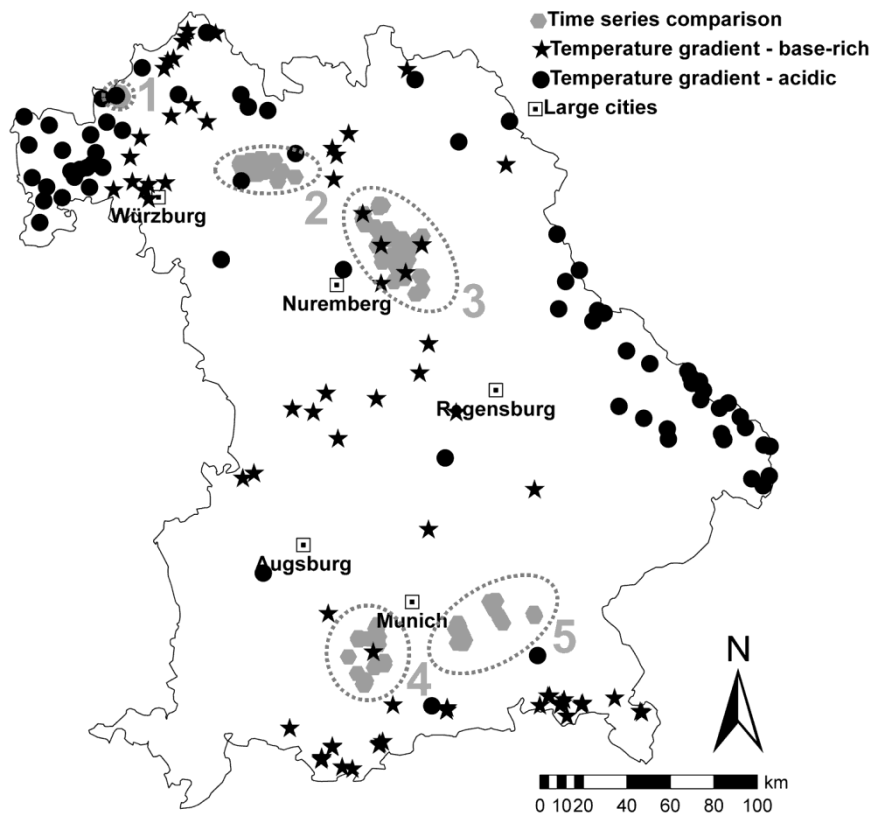 Time series comparison
Temperature gradient - base-rich
Temperature gradient - acidic
Large cities
1
Würzburg
2
Nuremberg
3
Regensburg
Augsburg
Munich
5
4
N
km
0 10 20 40 60 80 100